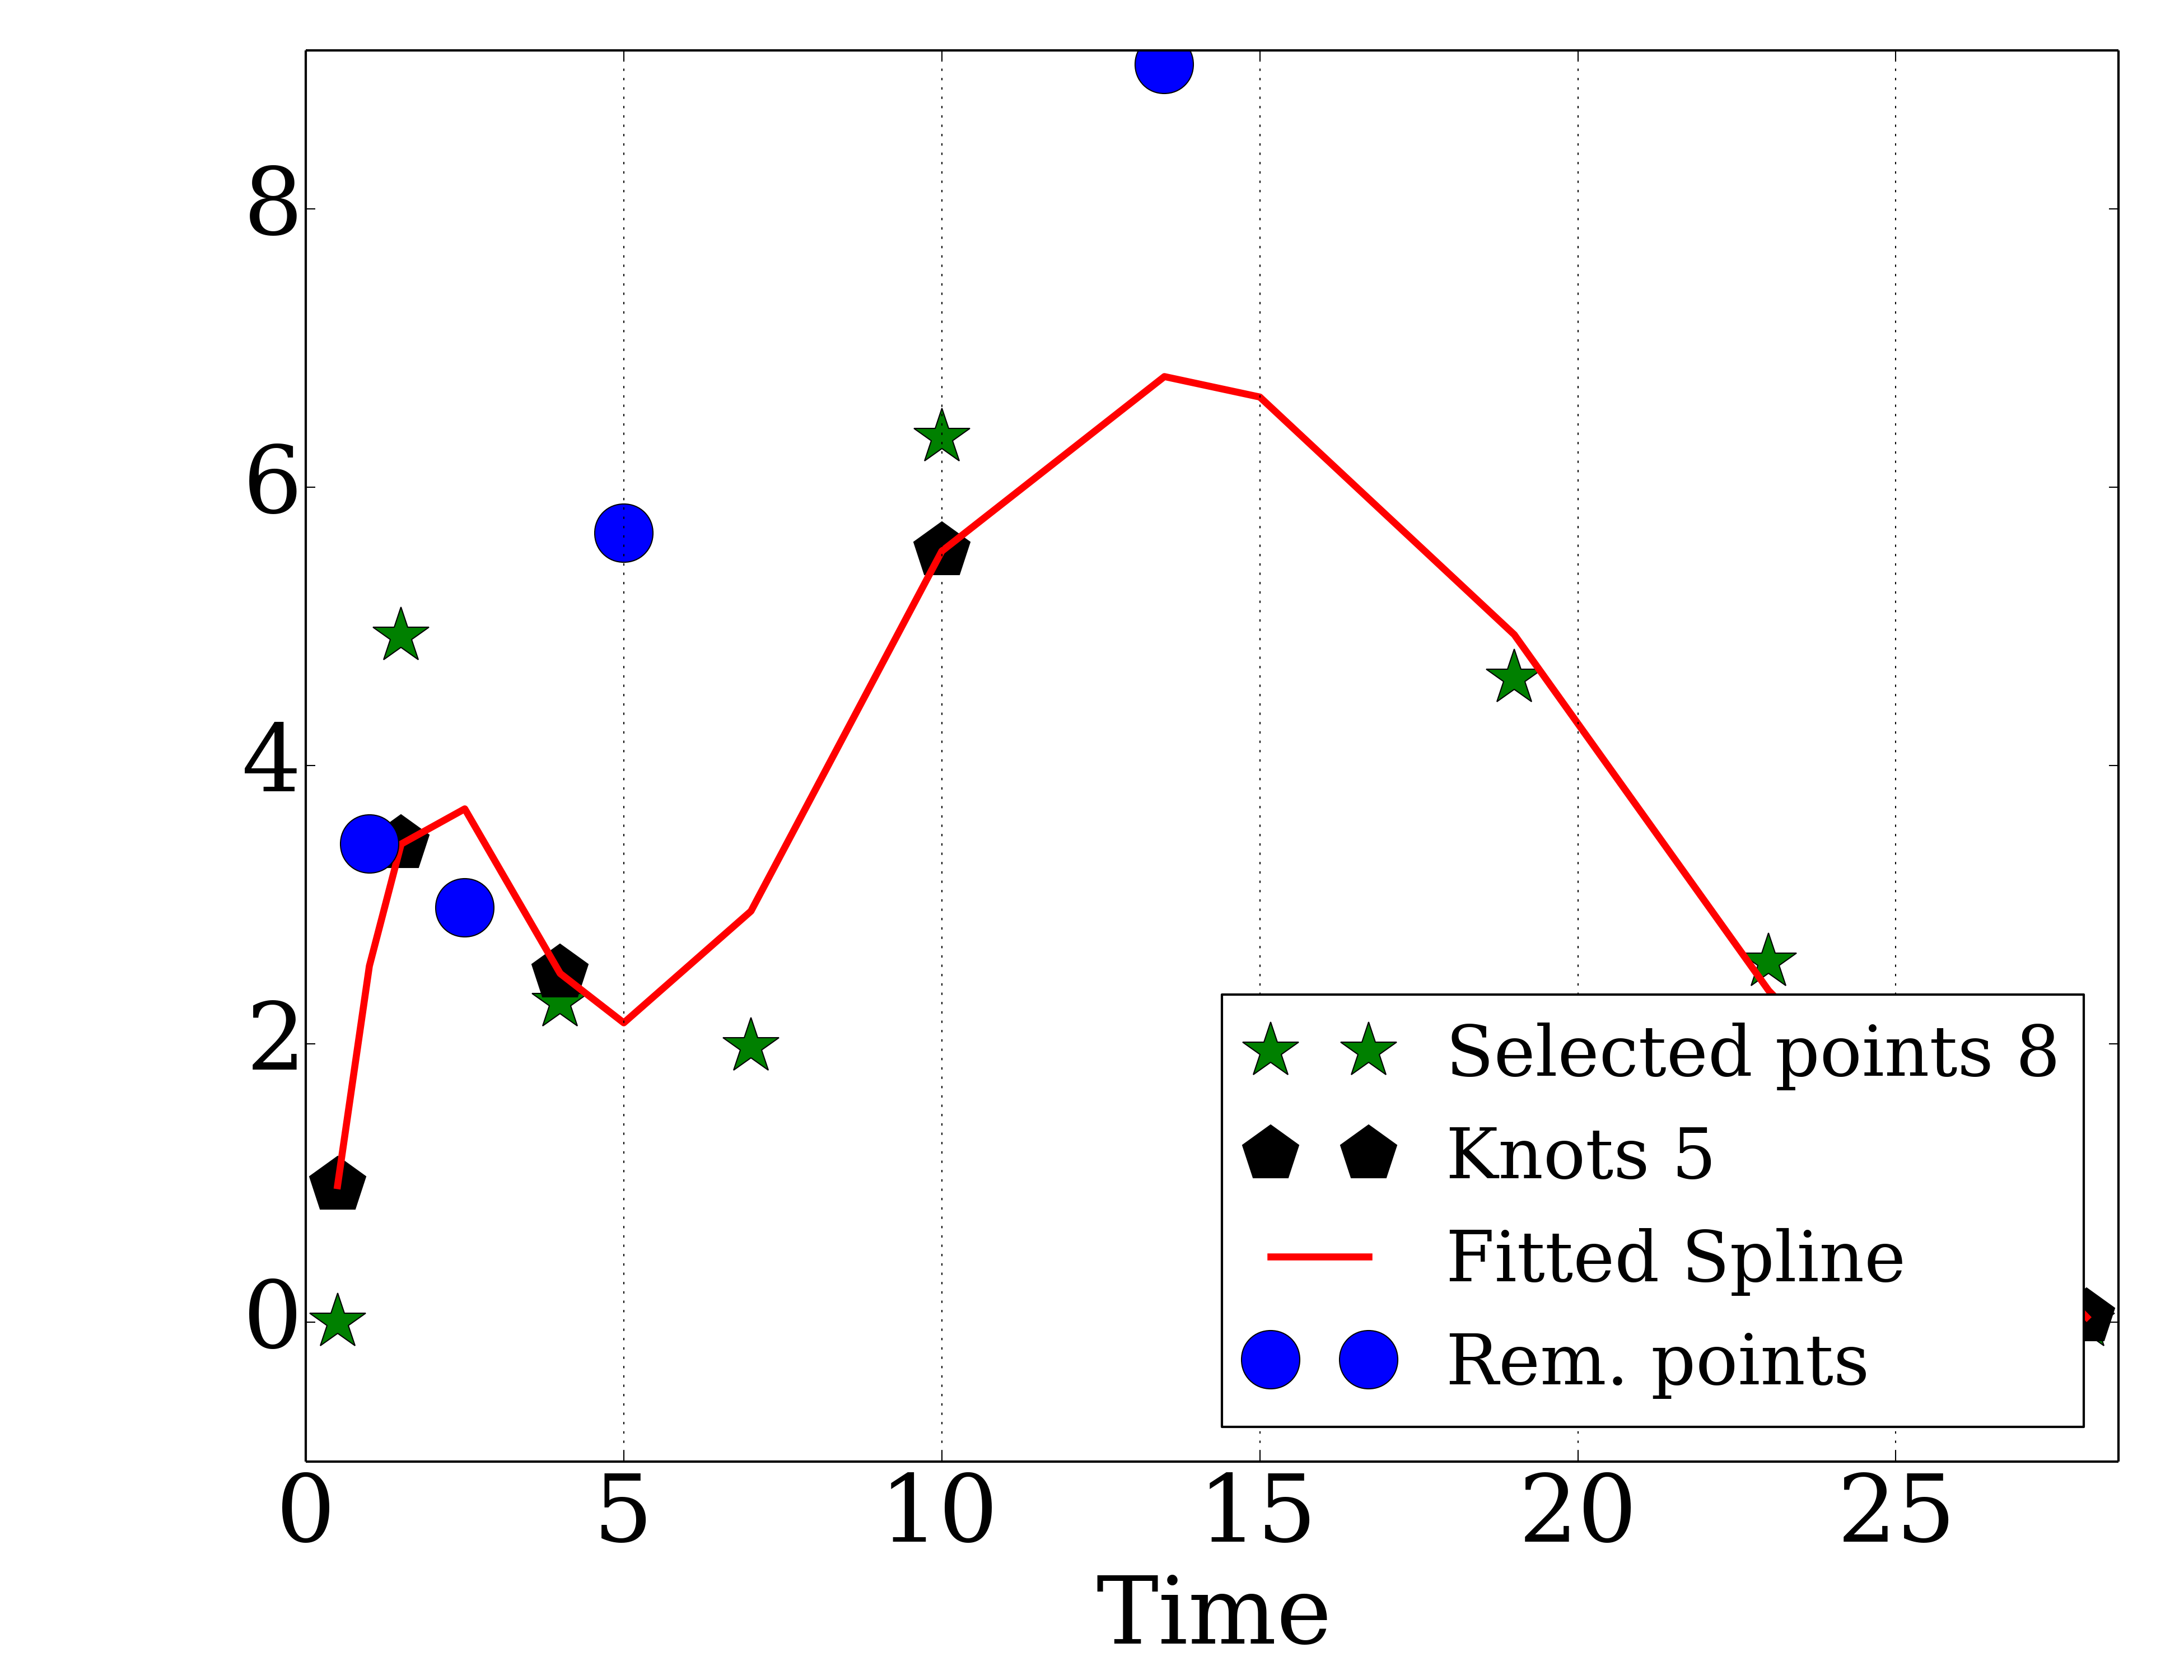 8
6
4
2
0
0 5 10 15 20 25
Time
Selected points 8
Knots 5
Fitted Spline
Rem. points